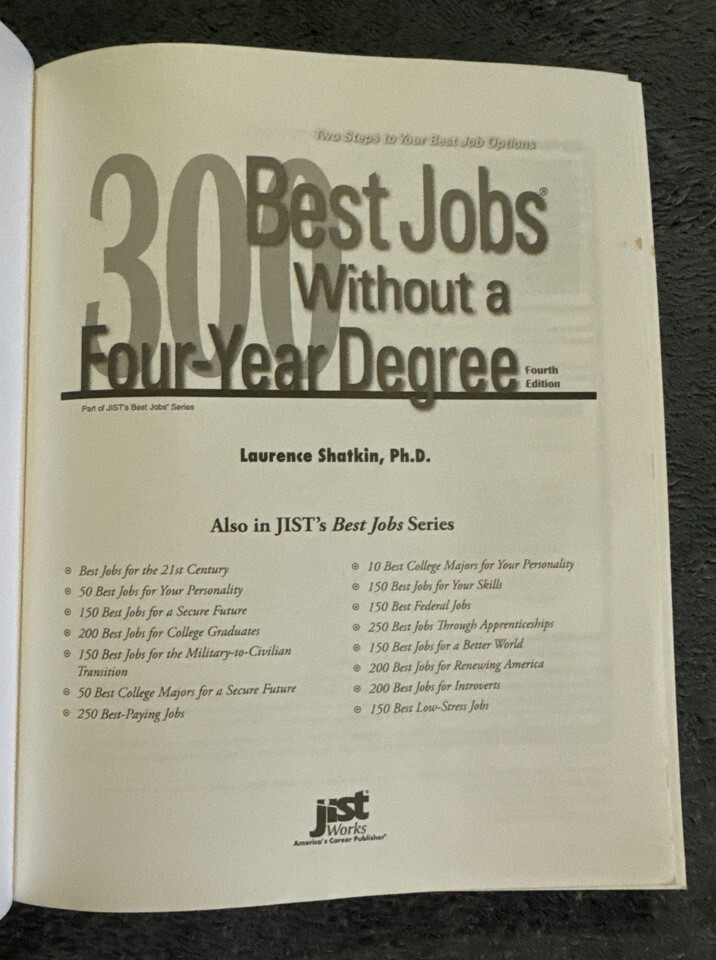 Two Steps to Your Best Job Options
300 Best Jobs®
Without a
Four-Year Degree
Fourth
Edition
Part of JIST's Best Jobs® Series
Laurence Shatkin, Ph.D.
Also in JIST's Best Jobs Series
⊙ Best Jobs for the 21st Century
⊙ 50 Best Jobs for Your Personality
⊙ 150 Best Jobs for a Secure Future
⊙ 200 Best Jobs for College Graduates
⊙ 150 Best Jobs for the Military-to-Civilian
Transition
⊙ 50 Best College Majors for a Secure Future
⊙ 250 Best-Paying Jobs
⊙ 10 Best College Majors for Your Personality
⊙ 150 Best Jobs for Your Skills
⊙ 150 Best Federal Jobs
⊙ 250 Best Jobs Through Apprenticeships
⊙ 150 Best Jobs for a Better World
⊙ 200 Best Jobs for Renewing America
⊙ 200 Best Jobs for Introverts
⊙ 150 Best Low-Stress Jobs
jist®
Works
America's Career Publisher®